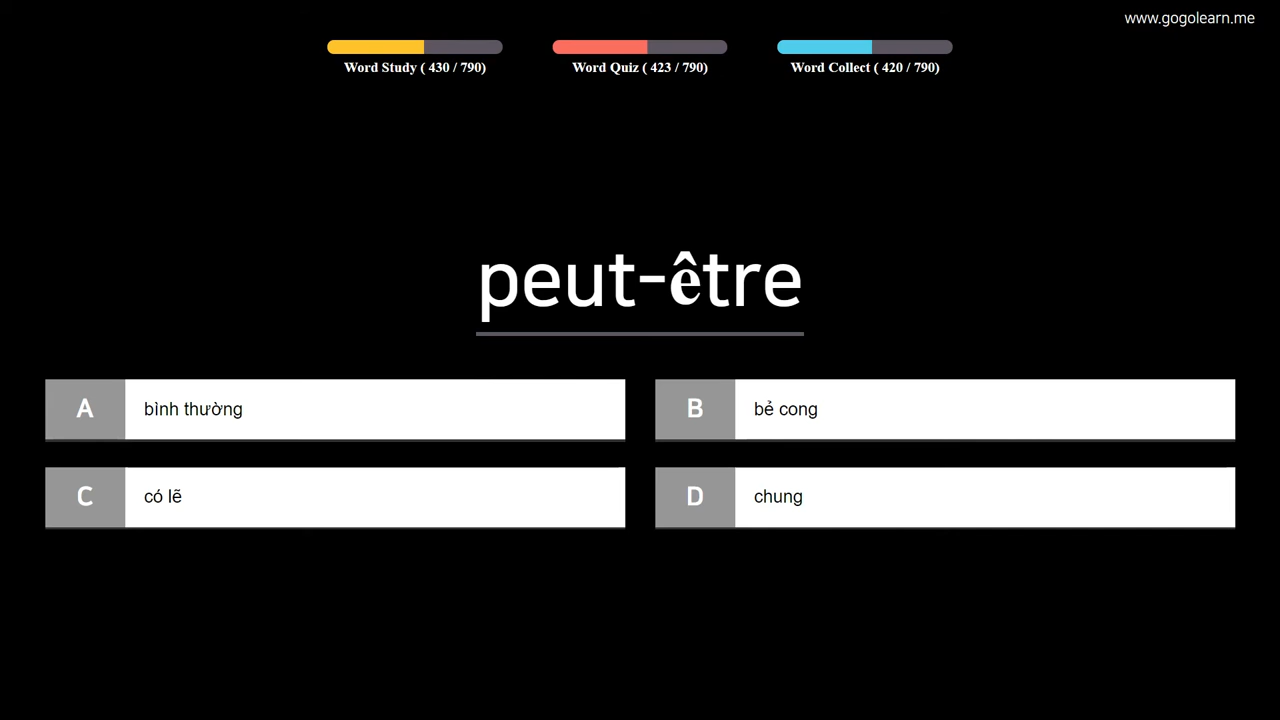 www.gogolearn.me
Word Study ( 430 / 790)
Word Quiz ( 423 / 790)
Word Collect ( 420 / 790)
peut-être
A bình thường
B bẻ cong
C có lẽ
D chung